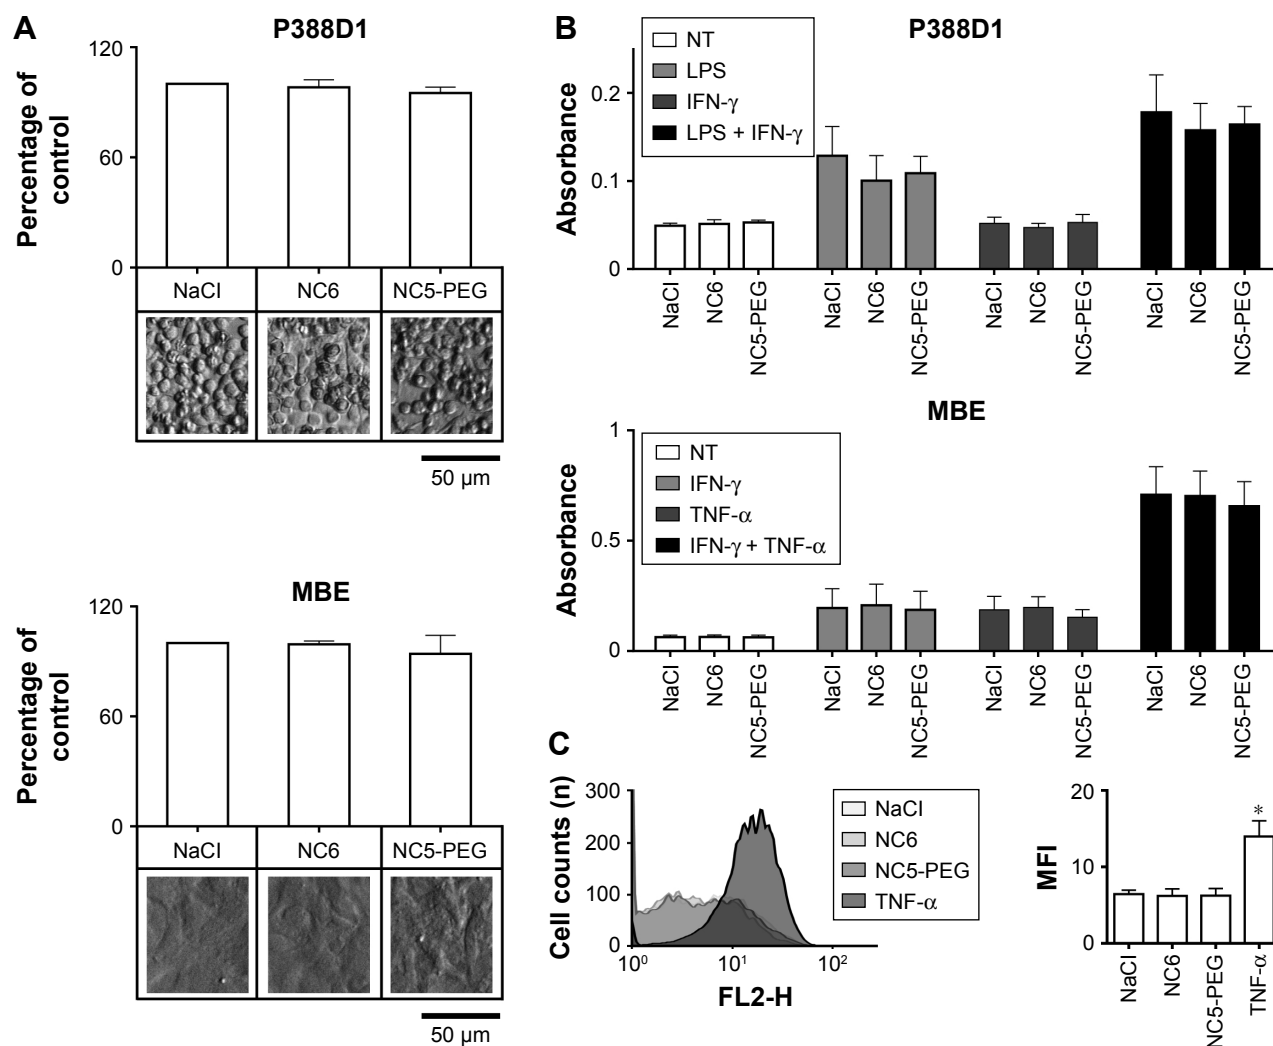 A
P388D1
Percentage of
control
120
60
0
NaCl
NC6
NC5-PEG
50 µm
MBE
Percentage of
control
120
60
0
NaCl
NC6
NC5-PEG
50 µm
B
P388D1
NT
LPS
IFN-γ
LPS + IFN-γ
Absorbance
0.2
0.1
0
NaCl
NC6
NC5-PEG
NaCl
NC6
NC5-PEG
NaCl
NC6
NC5-PEG
NaCl
NC6
NC5-PEG
MBE
NT
IFN-γ
TNF-α
IFN-γ + TNF-α
Absorbance
1
0.5
0
NaCl
NC6
NC5-PEG
NaCl
NC6
NC5-PEG
NaCl
NC6
NC5-PEG
NaCl
NC6
NC5-PEG
C
Cell counts (n)
300
200
100
0
10⁰
10¹
10²
FL2-H
NaCl
NC6
NC5-PEG
TNF-α
MFI
20
10
0
*
NaCl
NC6
NC5-PEG
TNF-α